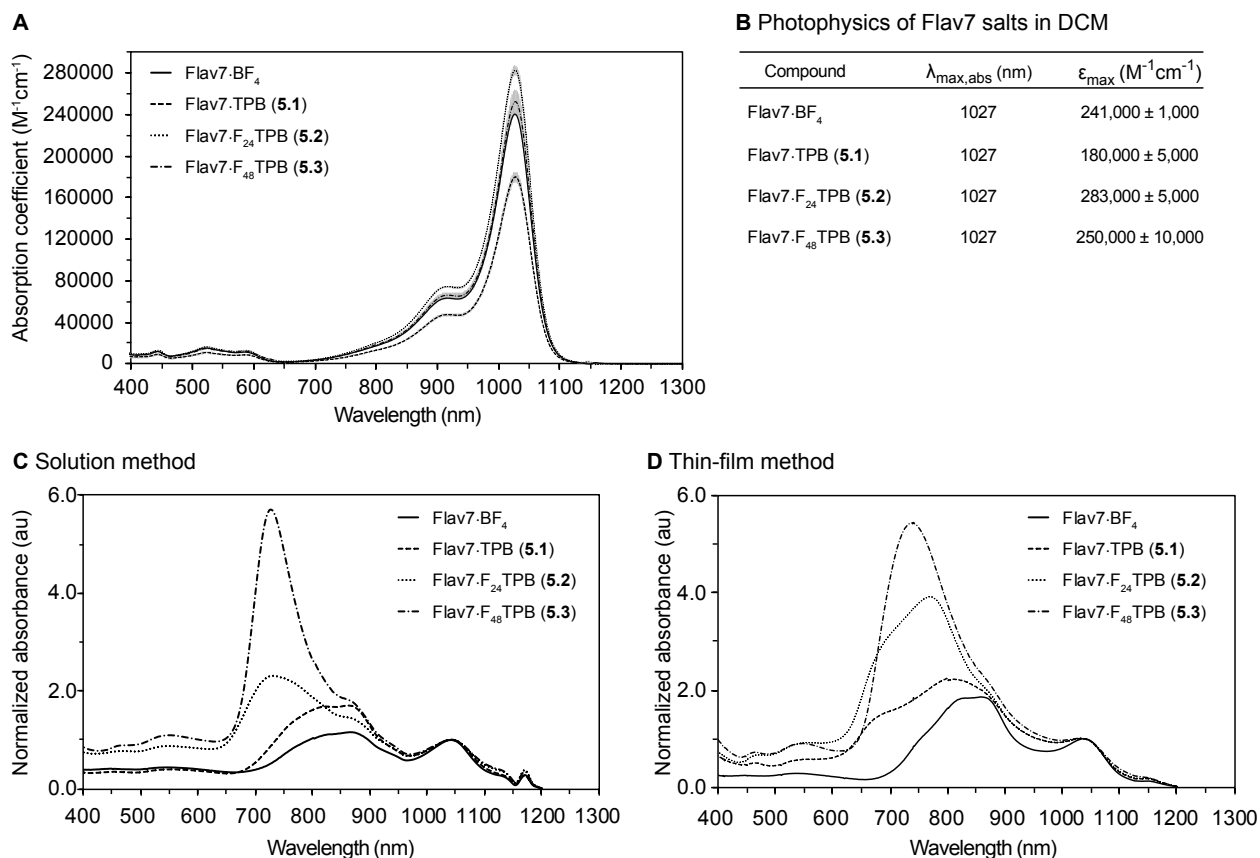 A
Absorption coefficient (M⁻¹cm⁻¹)
280000
240000
200000
160000
120000
80000
40000
0
Flav7·BF₄
Flav7·TPB (5.1)
Flav7·F₂₄TPB (5.2)
Flav7·F₄₈TPB (5.3)
400 500 600 700 800 900 1000 1100 1200 1300
Wavelength (nm)
B Photophysics of Flav7 salts in DCM
Compound λmax,abs (nm) εmax (M⁻¹cm⁻¹)
Flav7·BF₄ 1027 241,000 ± 1,000
Flav7·TPB (5.1) 1027 180,000 ± 5,000
Flav7·F₂₄TPB (5.2) 1027 283,000 ± 5,000
Flav7·F₄₈TPB (5.3) 1027 250,000 ± 10,000
C Solution method
Normalized absorbance (au)
6.0
4.0
2.0
0.0
Flav7·BF₄
Flav7·TPB (5.1)
Flav7·F₂₄TPB (5.2)
Flav7·F₄₈TPB (5.3)
400 500 600 700 800 900 1000 1100 1200 1300
Wavelength (nm)
D Thin-film method
Normalized absorbance (au)
6.0
4.0
2.0
0.0
Flav7·BF₄
Flav7·TPB (5.1)
Flav7·F₂₄TPB (5.2)
Flav7·F₄₈TPB (5.3)
400 500 600 700 800 900 1000 1100 1200 1300
Wavelength (nm)